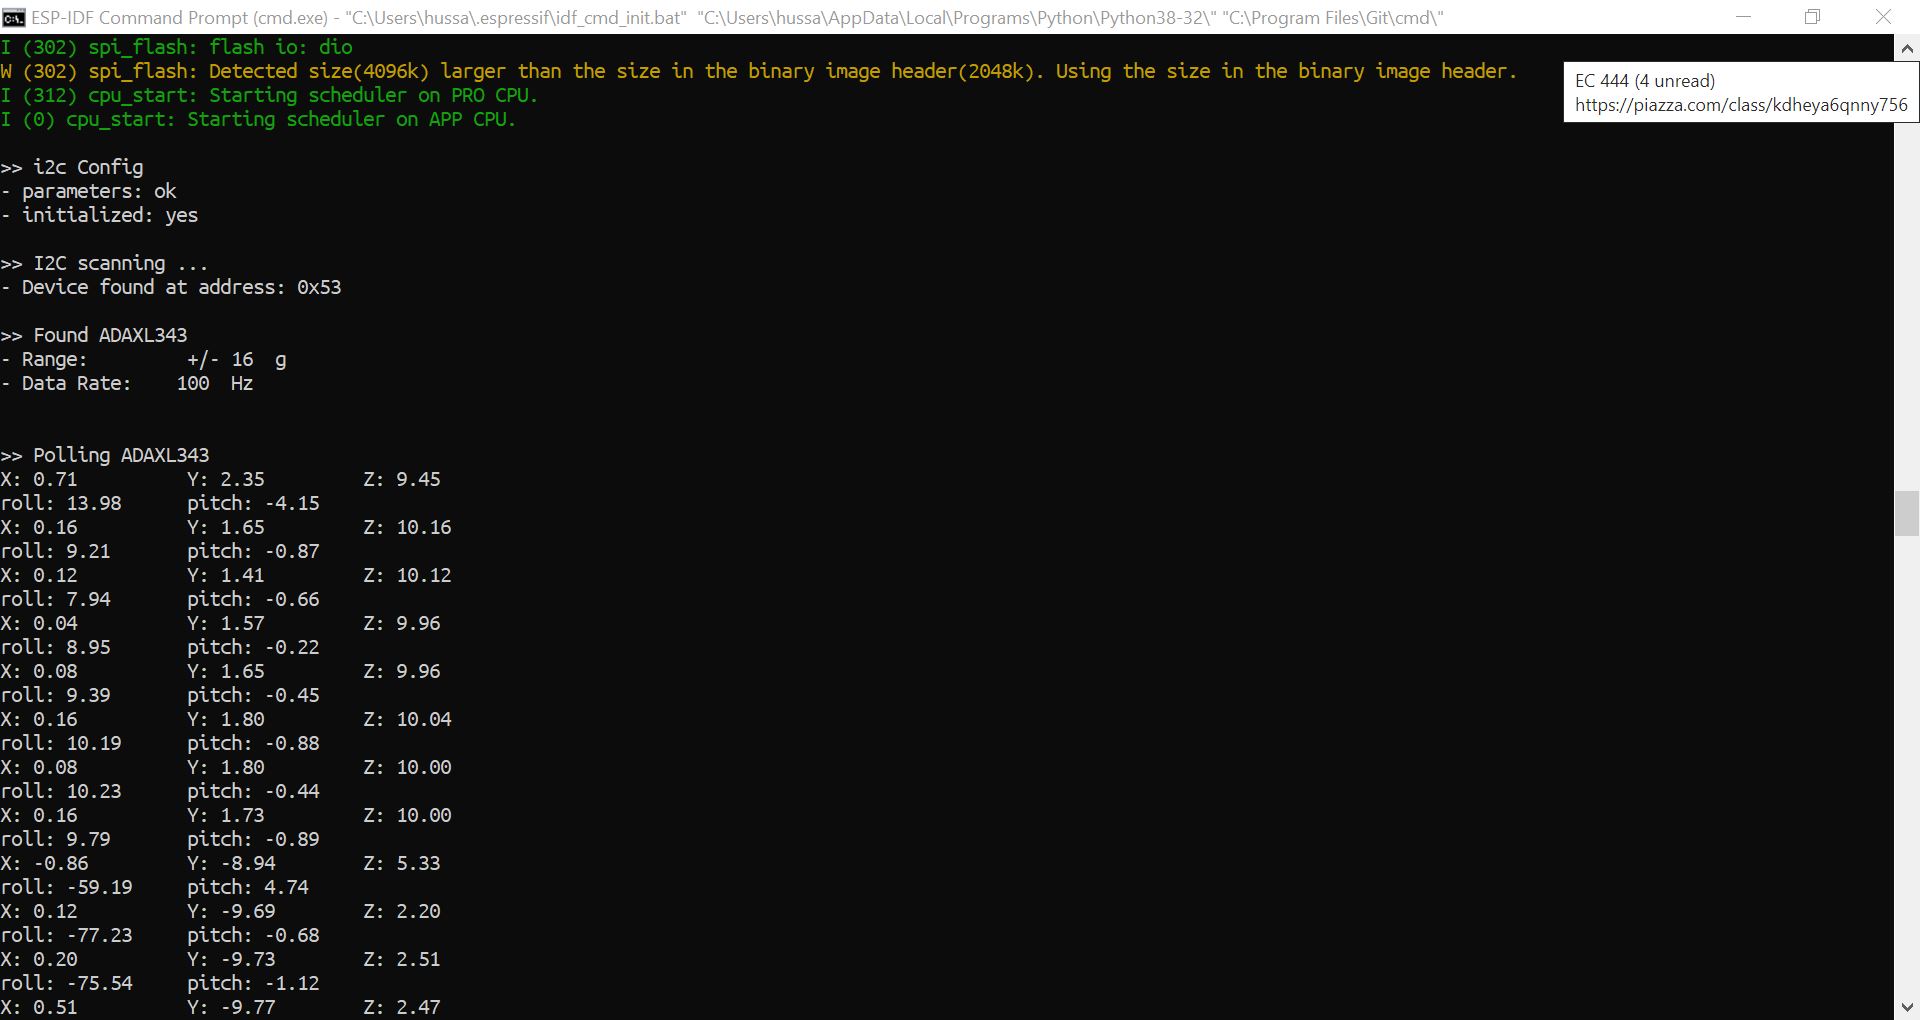 ESP-IDF Command Prompt (cmd.exe) - "C:\Users\hussa\.espressif\idf_cmd_init.bat"  "C:\Users\hussa\AppData\Local\Programs\Python\Python38-32\" "C:\Program Files\Git\cmd\"
I (302) spi_flash: flash io: dio
W (302) spi_flash: Detected size(4096k) larger than the size in the binary image header(2048k). Using the size in the binary image header.
EC 444 (4 unread)
https://piazza.com/class/kdheya6qnny756
I (312) cpu_start: Starting scheduler on PRO CPU.
I (0) cpu_start: Starting scheduler on APP CPU.
>> i2c Config
- parameters: ok
- initialized: yes
>> I2C scanning ...
- Device found at address: 0x53
>> Found ADAXL343
- Range:         +/- 16  g
- Data Rate:    100  Hz
>> Polling ADAXL343
X: 0.71          Y: 2.35         Z: 9.45
roll: 13.98      pitch: -4.15
X: 0.16          Y: 1.65         Z: 10.16
roll: 9.21       pitch: -0.87
X: 0.12          Y: 1.41         Z: 10.12
roll: 7.94       pitch: -0.66
X: 0.04          Y: 1.57         Z: 9.96
roll: 8.95       pitch: -0.22
X: 0.08          Y: 1.65         Z: 9.96
roll: 9.39       pitch: -0.45
X: 0.16          Y: 1.80         Z: 10.04
roll: 10.19      pitch: -0.88
X: 0.08          Y: 1.80         Z: 10.00
roll: 10.23      pitch: -0.44
X: 0.16          Y: 1.73         Z: 10.00
roll: 9.79       pitch: -0.89
X: -0.86         Y: -8.94        Z: 5.33
roll: -59.19     pitch: 4.74
X: 0.12          Y: -9.69        Z: 2.20
roll: -77.23     pitch: -0.68
X: 0.20          Y: -9.73        Z: 2.51
roll: -75.54     pitch: -1.12
X: 0.51          Y: -9.77        Z: 2.47